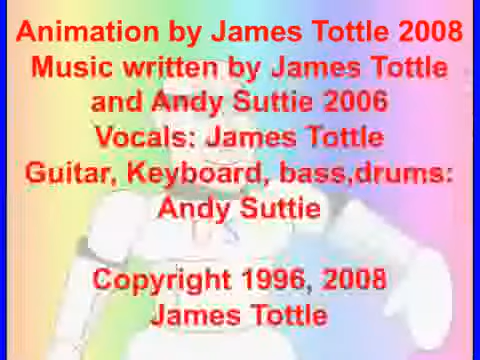 Animation by James Tottle 2008
Music written by James Tottle
and Andy Suttie 2006
Vocals: James Tottle
Guitar, Keyboard, bass,drums:
Andy Suttie
Copyright 1996, 2008
James Tottle